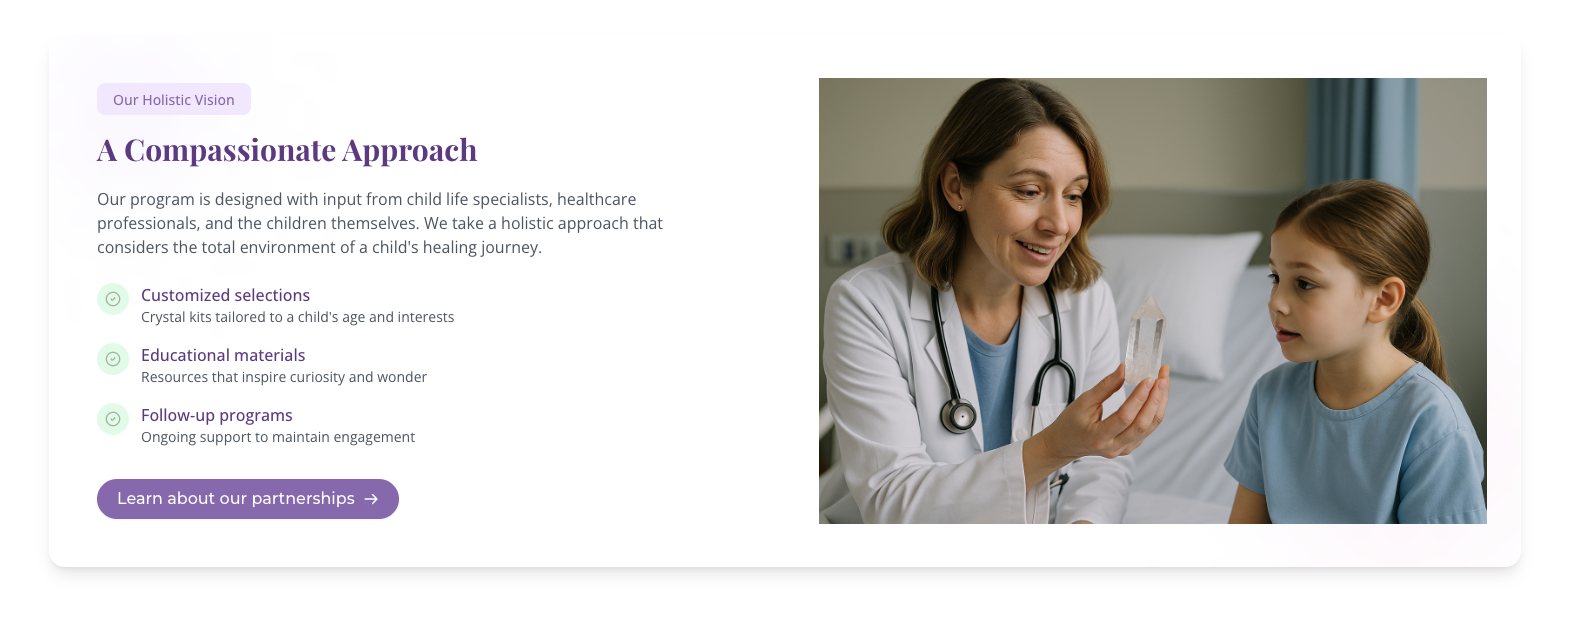 Our Holistic Vision
A Compassionate Approach
Our program is designed with input from child life specialists, healthcare
professionals, and the children themselves. We take a holistic approach that
considers the total environment of a child's healing journey.
Customized selections
Crystal kits tailored to a child's age and interests
Educational materials
Resources that inspire curiosity and wonder
Follow-up programs
Ongoing support to maintain engagement
Learn about our partnerships →